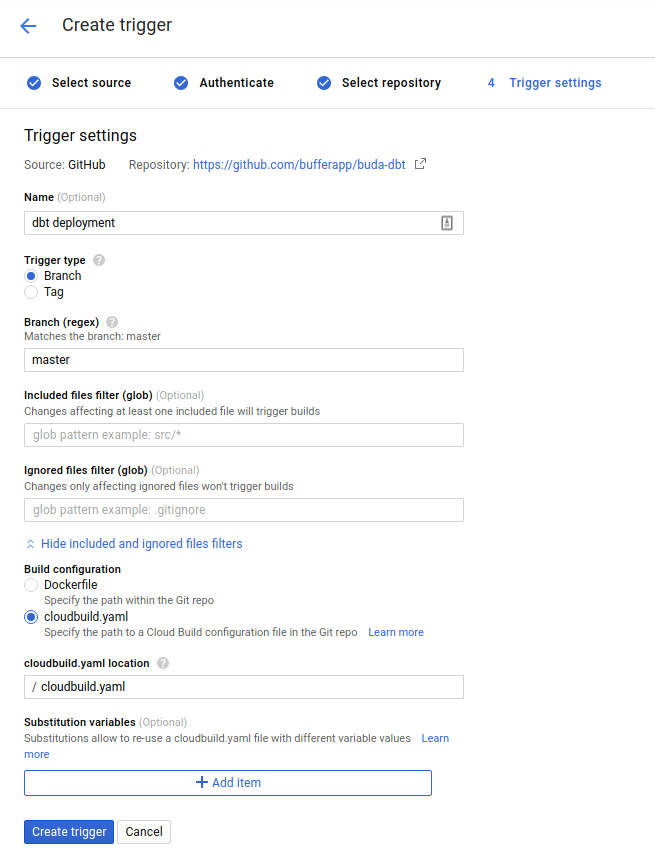 Create trigger
Select source Authenticate Select repository 4 Trigger settings
Trigger settings
Source: GitHub Repository: https://github.com/bufferapp/buda-dbt
Name (Optional)
dbt deployment
Trigger type ?
Branch
Tag
Branch (regex) ?
Matches the branch: master
master
Included files filter (glob) (Optional)
Changes affecting at least one included file will trigger builds
glob pattern example: src/*
Ignored files filter (glob) (Optional)
Changes only affecting ignored files won't trigger builds
glob pattern example: .gitignore
Hide included and ignored files filters
Build configuration
Dockerfile
Specify the path within the Git repo
cloudbuild.yaml
Specify the path to a Cloud Build configuration file in the Git repo Learn more
cloudbuild.yaml location ?
/ cloudbuild.yaml
Substitution variables (Optional)
Substitutions allow to re-use a cloudbuild.yaml file with different variable values Learn
more
+ Add item
Create trigger Cancel